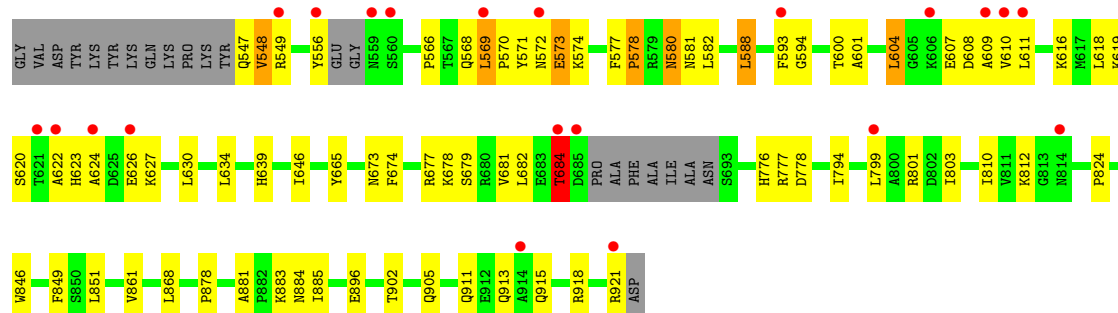 GLY VAL ASP TYR LYS TYR LYS GLN LYS PRO LYS TYR Q547 V548 R549 Y556 GLU GLY N559 S560 P566 T567 Q568 L569 P570 Y571 N572 E573 K574 F577 P578 R579 N580 N581 L582 L588 F593 G594 T600 A601 L604 G605 K606 E607 D608 A609 V610 L611 K616 M617 L618 K619
S620 T621 A622 H623 A624 D625 E626 K627 L630 L634 H639 I646 Y665 N673 F674 R677 K678 S679 R680 V681 L682 E683 T684 D685 PRO ALA PHE ALA ILE ALA ASN S693 H776 R777 D778 I794 L799 A800 R801 D802 I803 I810 V811 K812 G813 N814 P824
W846 F849 S850 L851 V861 L868 P878 A881 P882 K883 N884 I885 E896 T902 Q905 Q911 E912 Q913 A914 Q915 R918 R921 ASP